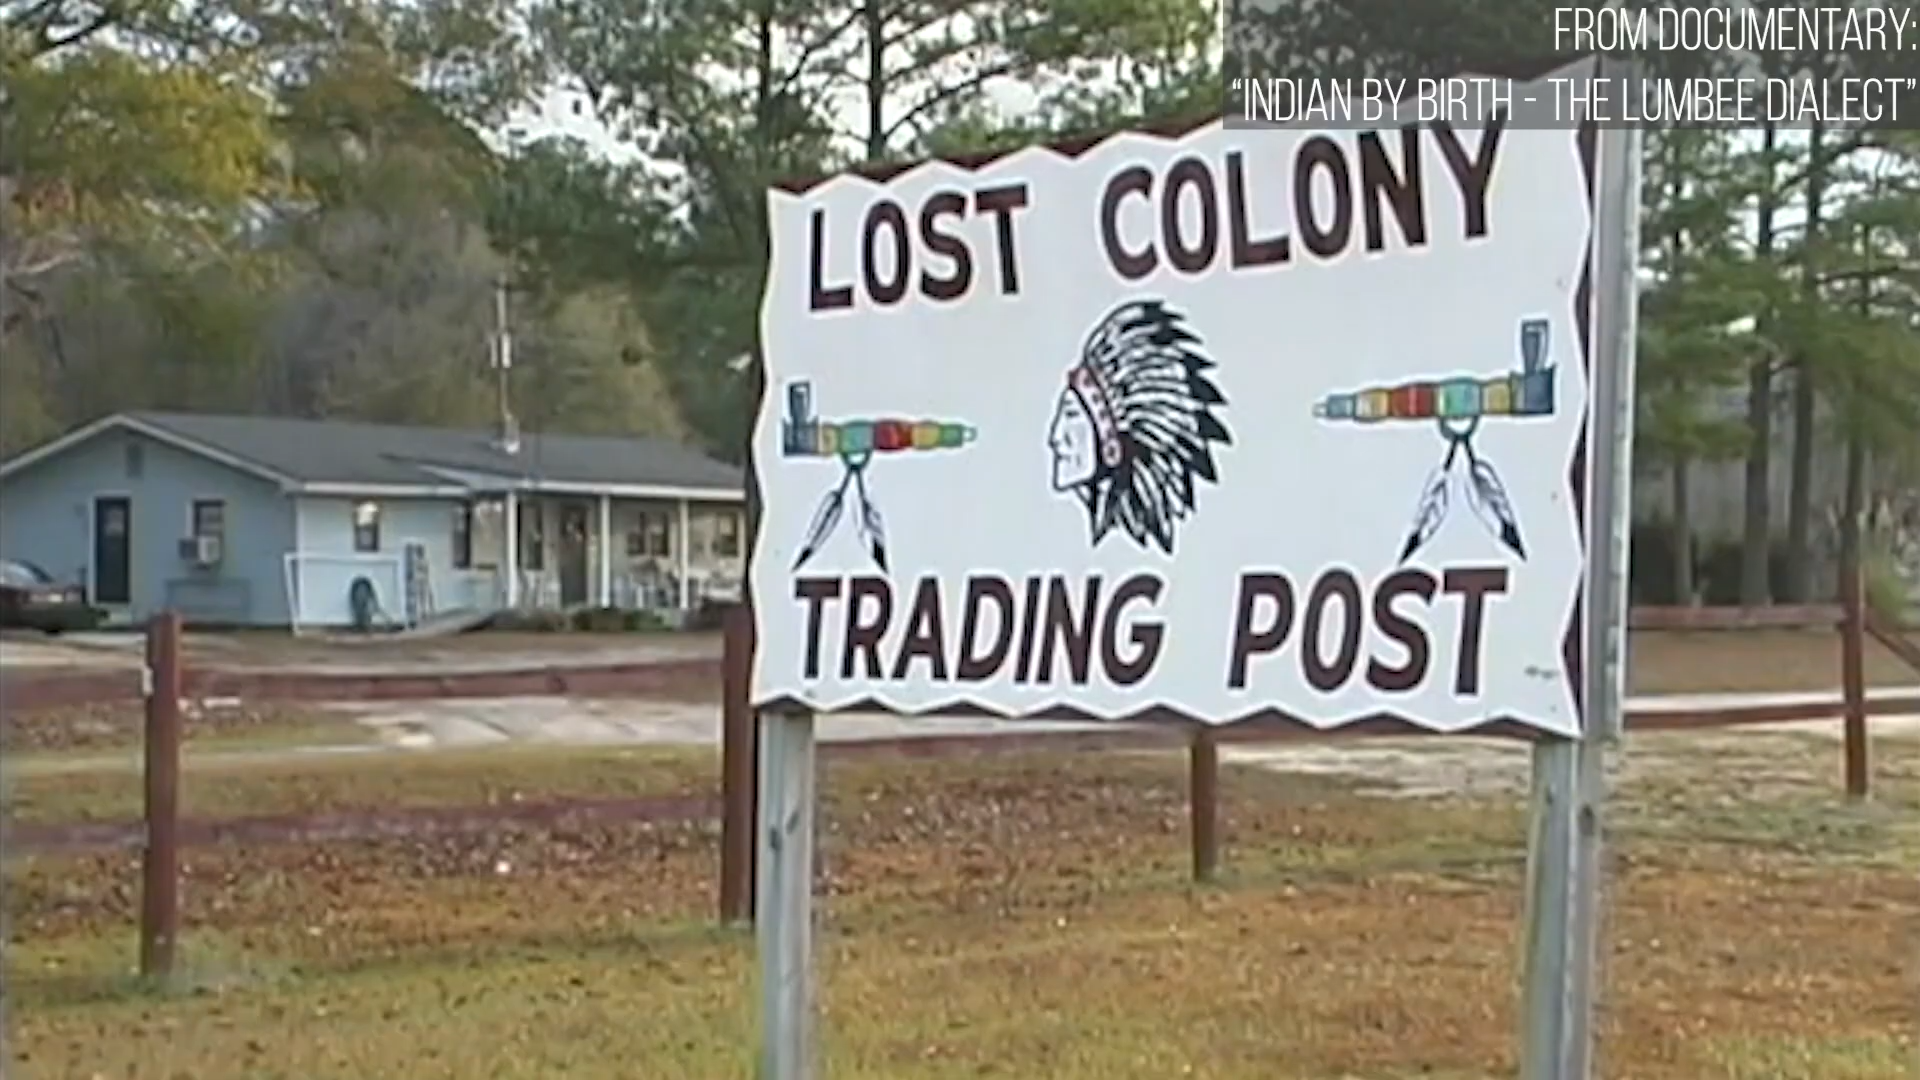 FROM DOCUMENTARY:
“INDIAN BY BIRTH - THE LUMBEE DIALECT”
LOST COLONY
TRADING POST